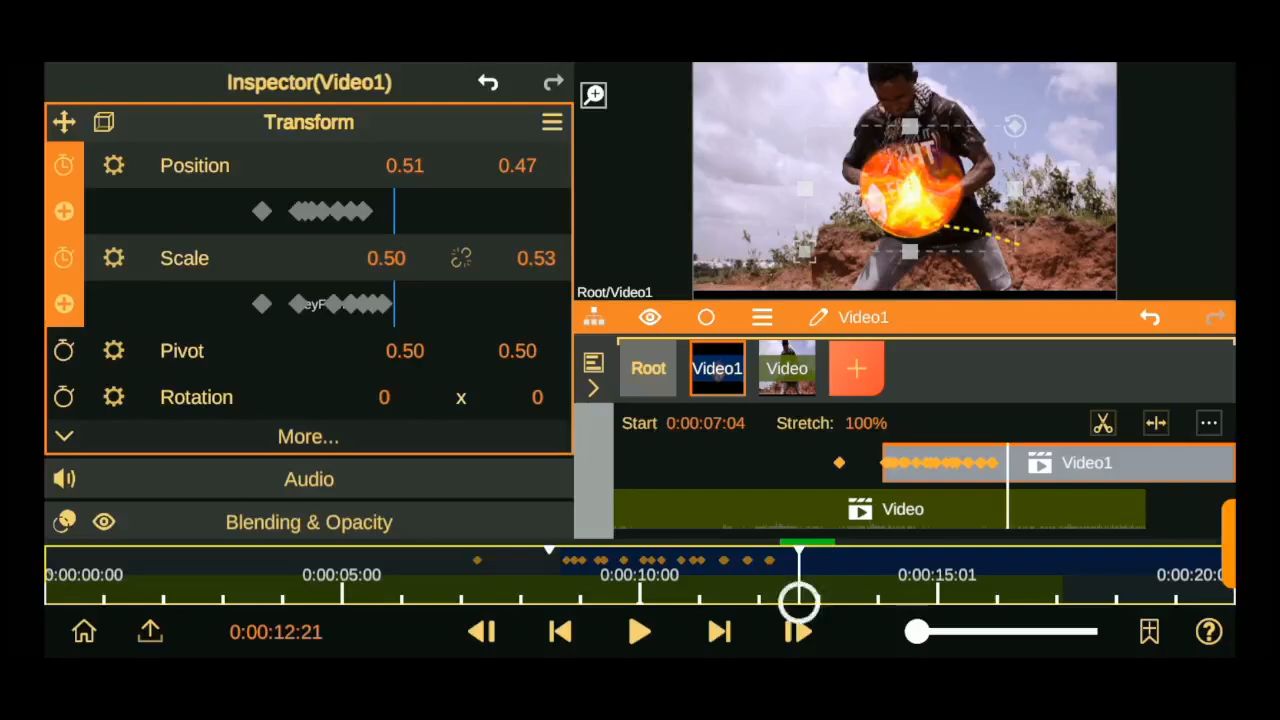 Inspector(Video1)
Transform
Position 0.51 0.47
Scale 0.50 0.53
Pivot 0.50 0.50
Rotation 0 x 0
More...
Audio
Blending & Opacity
Root/Video1
Video1
Root Video1 Video +
Start 0:00:07:04 Stretch: 100%
Video1
Video
0:00:00:00 0:00:05:00 0:00:10:00 0:00:15:01 0:00:20:0
0:00:12:21